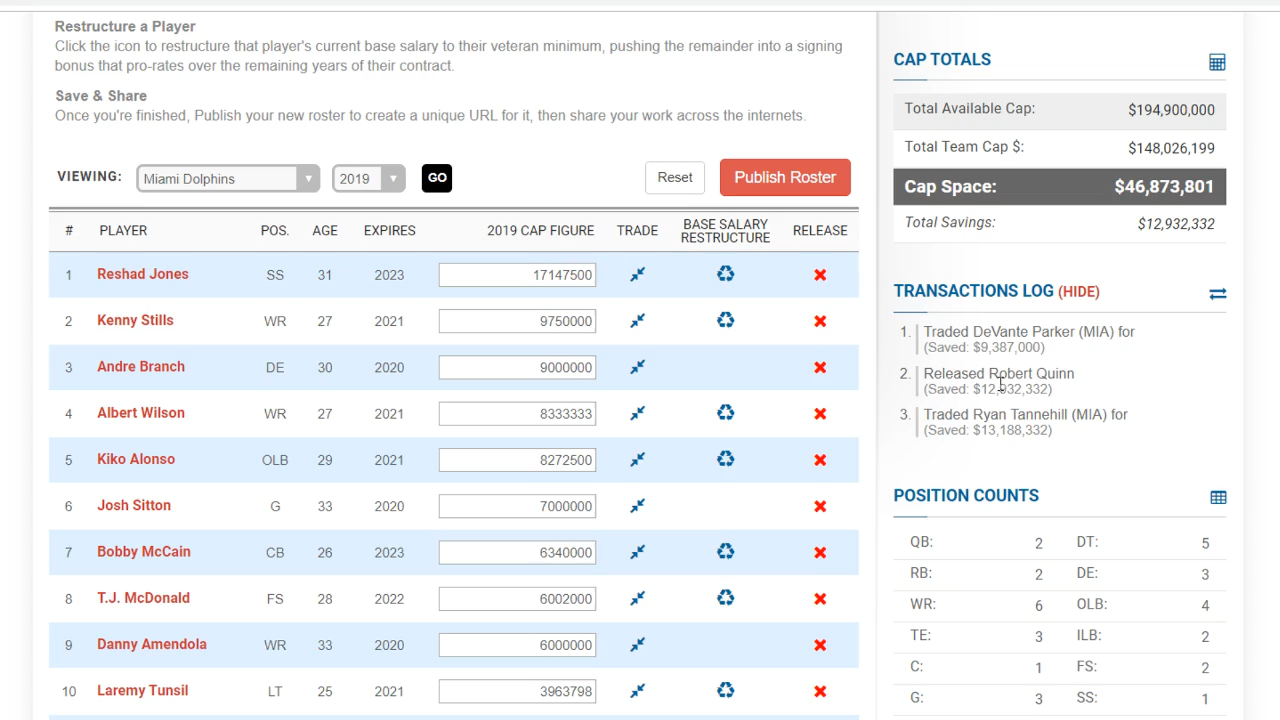 Restructure a Player
Click the icon to restructure that player's current base salary to their veteran minimum, pushing the remainder into a signing
bonus that pro-rates over the remaining years of their contract.
Save & Share
Once you're finished, Publish your new roster to create a unique URL for it, then share your work across the internets.
VIEWING: Miami Dolphins 2019 GO Reset Publish Roster
# PLAYER POS. AGE EXPIRES 2019 CAP FIGURE TRADE BASE SALARY RESTRUCTURE RELEASE
1 Reshad Jones SS 31 2023 17147500
2 Kenny Stills WR 27 2021 9750000
3 Andre Branch DE 30 2020 9000000
4 Albert Wilson WR 27 2021 8333333
5 Kiko Alonso OLB 29 2021 8272500
6 Josh Sitton G 33 2020 7000000
7 Bobby McCain CB 26 2023 6340000
8 T.J. McDonald FS 28 2022 6002000
9 Danny Amendola WR 33 2020 6000000
10 Laremy Tunsil LT 25 2021 3963798
CAP TOTALS
Total Available Cap: $194,900,000
Total Team Cap $: $148,026,199
Cap Space: $46,873,801
Total Savings: $12,932,332
TRANSACTIONS LOG (HIDE)
1. Traded DeVante Parker (MIA) for
(Saved: $9,387,000)
2. Released Robert Quinn
(Saved: $12,932,332)
3. Traded Ryan Tannehill (MIA) for
(Saved: $13,188,332)
POSITION COUNTS
QB: 2 DT: 5
RB: 2 DE: 3
WR: 6 OLB: 4
TE: 3 ILB: 2
C: 1 FS: 2
G: 3 SS: 1